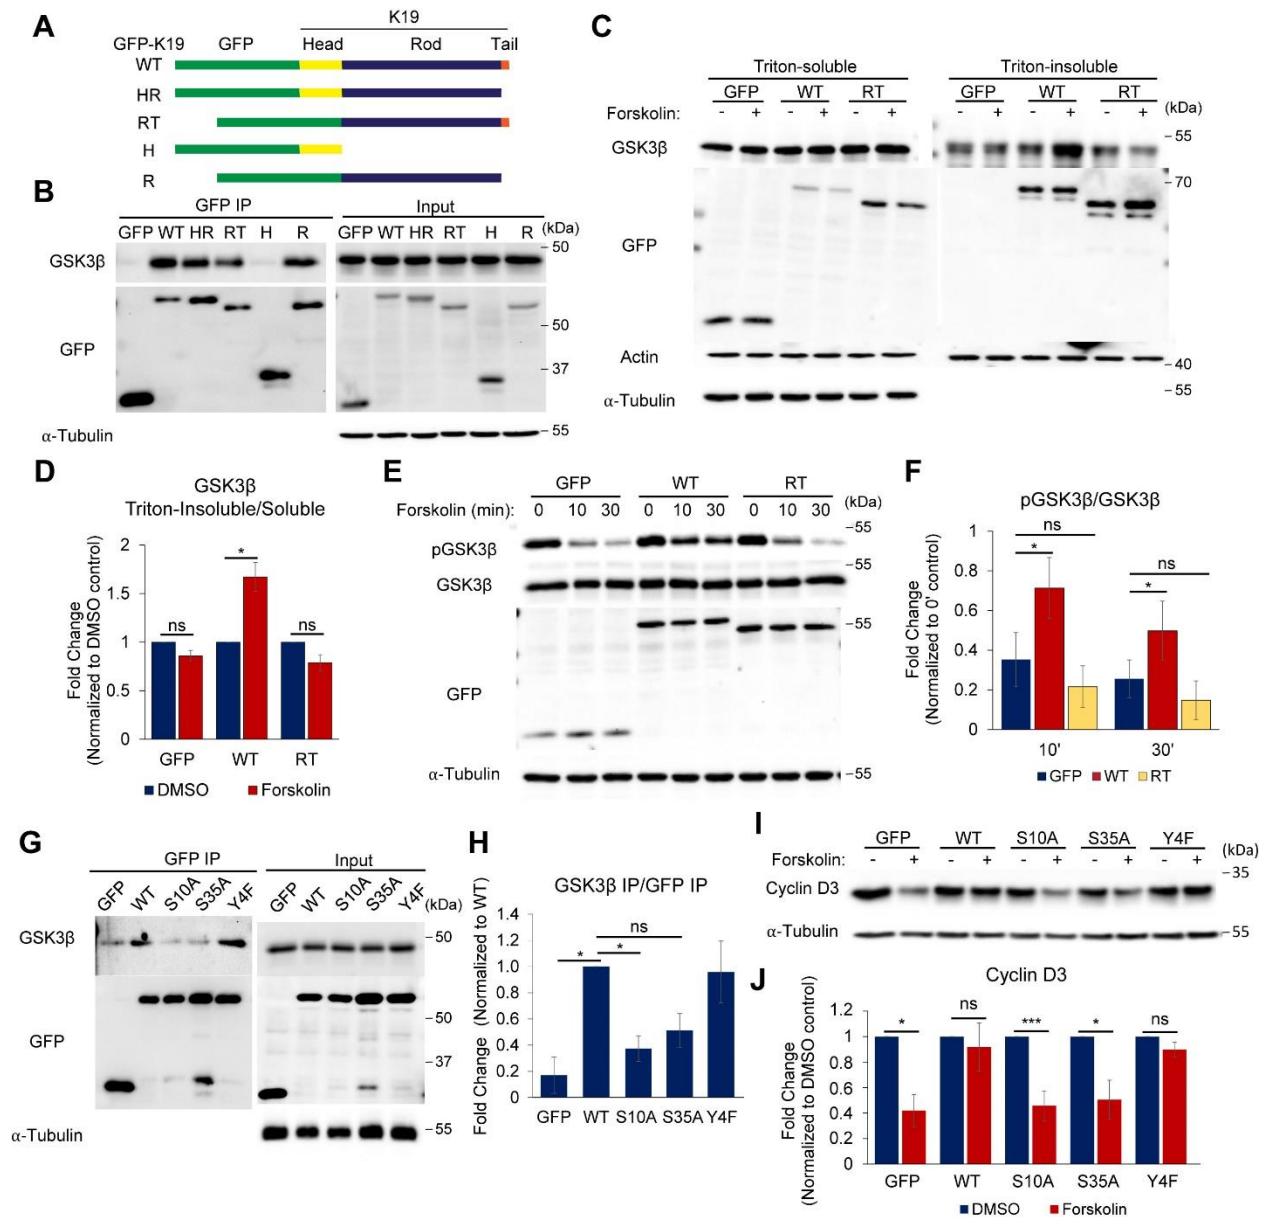 A
K19
GFP-K19 GFP Head Rod Tail
WT
HR
RT
H
R
B
GFP IP Input
GFP WT HR RT H R GFP WT HR RT H R (kDa)
GSK3β
50
GFP
50
37
α-Tubulin
55
C
Triton-soluble Triton-insoluble
GFP WT RT GFP WT RT (kDa)
Forskolin: - + - + - + - + - + - +
55
GSK3β
70
GFP
Actin
40
α-Tubulin
55
D
GSK3β
Triton-Insoluble/Soluble
Fold Change
(Normalized to DMSO control)
2
1.5
1
0.5
0
ns * ns
GFP WT RT
DMSO Forskolin
E
GFP WT RT
(kDa)
Forskolin (min): 0 10 30 0 10 30 0 10 30
55
pGSK3β
55
GSK3β
55
GFP
α-Tubulin
55
F
pGSK3β/GSK3β
Fold Change
(Normalized to 0' control)
1
0.8
0.6
0.4
0.2
0
ns
*
ns
*
10' 30'
GFP WT RT
G
GFP IP Input
GFP WT S10A S35A Y4F GFP WT S10A S35A Y4F (kDa)
GSK3β
50
GFP
50
37
α-Tubulin
55
H
GSK3β IP/GFP IP
Fold Change (Normalized to WT)
1.4
1.2
1.0
0.8
0.6
0.4
0.2
0
ns
* *
GFP WT S10A S35A Y4F
I
GFP WT S10A S35A Y4F
(kDa)
Forskolin: - + - + - + - + - +
35
Cyclin D3
α-Tubulin
55
J
Cyclin D3
Fold Change
(Normalized to DMSO control)
1.2
1
0.8
0.6
0.4
0.2
0
* ns *** * ns
GFP WT S10A S35A Y4F
DMSO Forskolin